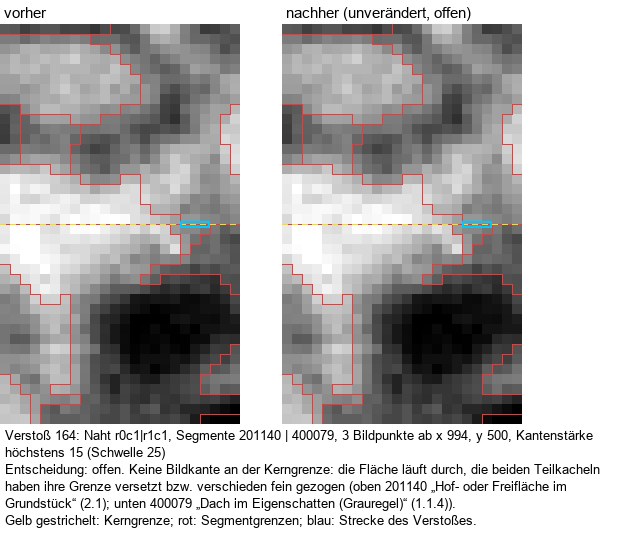 vorher
nachher (unverändert, offen)
Verstoß 164: Naht r0c1|r1c1, Segmente 201140 | 400079, 3 Bildpunkte ab x 994, y 500, Kantenstärke
höchstens 15 (Schwelle 25)
Entscheidung: offen. Keine Bildkante an der Kerngrenze: die Fläche läuft durch, die beiden Teilkacheln
haben ihre Grenze versetzt bzw. verschieden fein gezogen (oben 201140 „Hof- oder Freifläche im
Grundstück“ (2.1); unten 400079 „Dach im Eigenschatten (Grauregel)“ (1.1.4)).
Gelb gestrichelt: Kerngrenze; rot: Segmentgrenzen; blau: Strecke des Verstoßes.